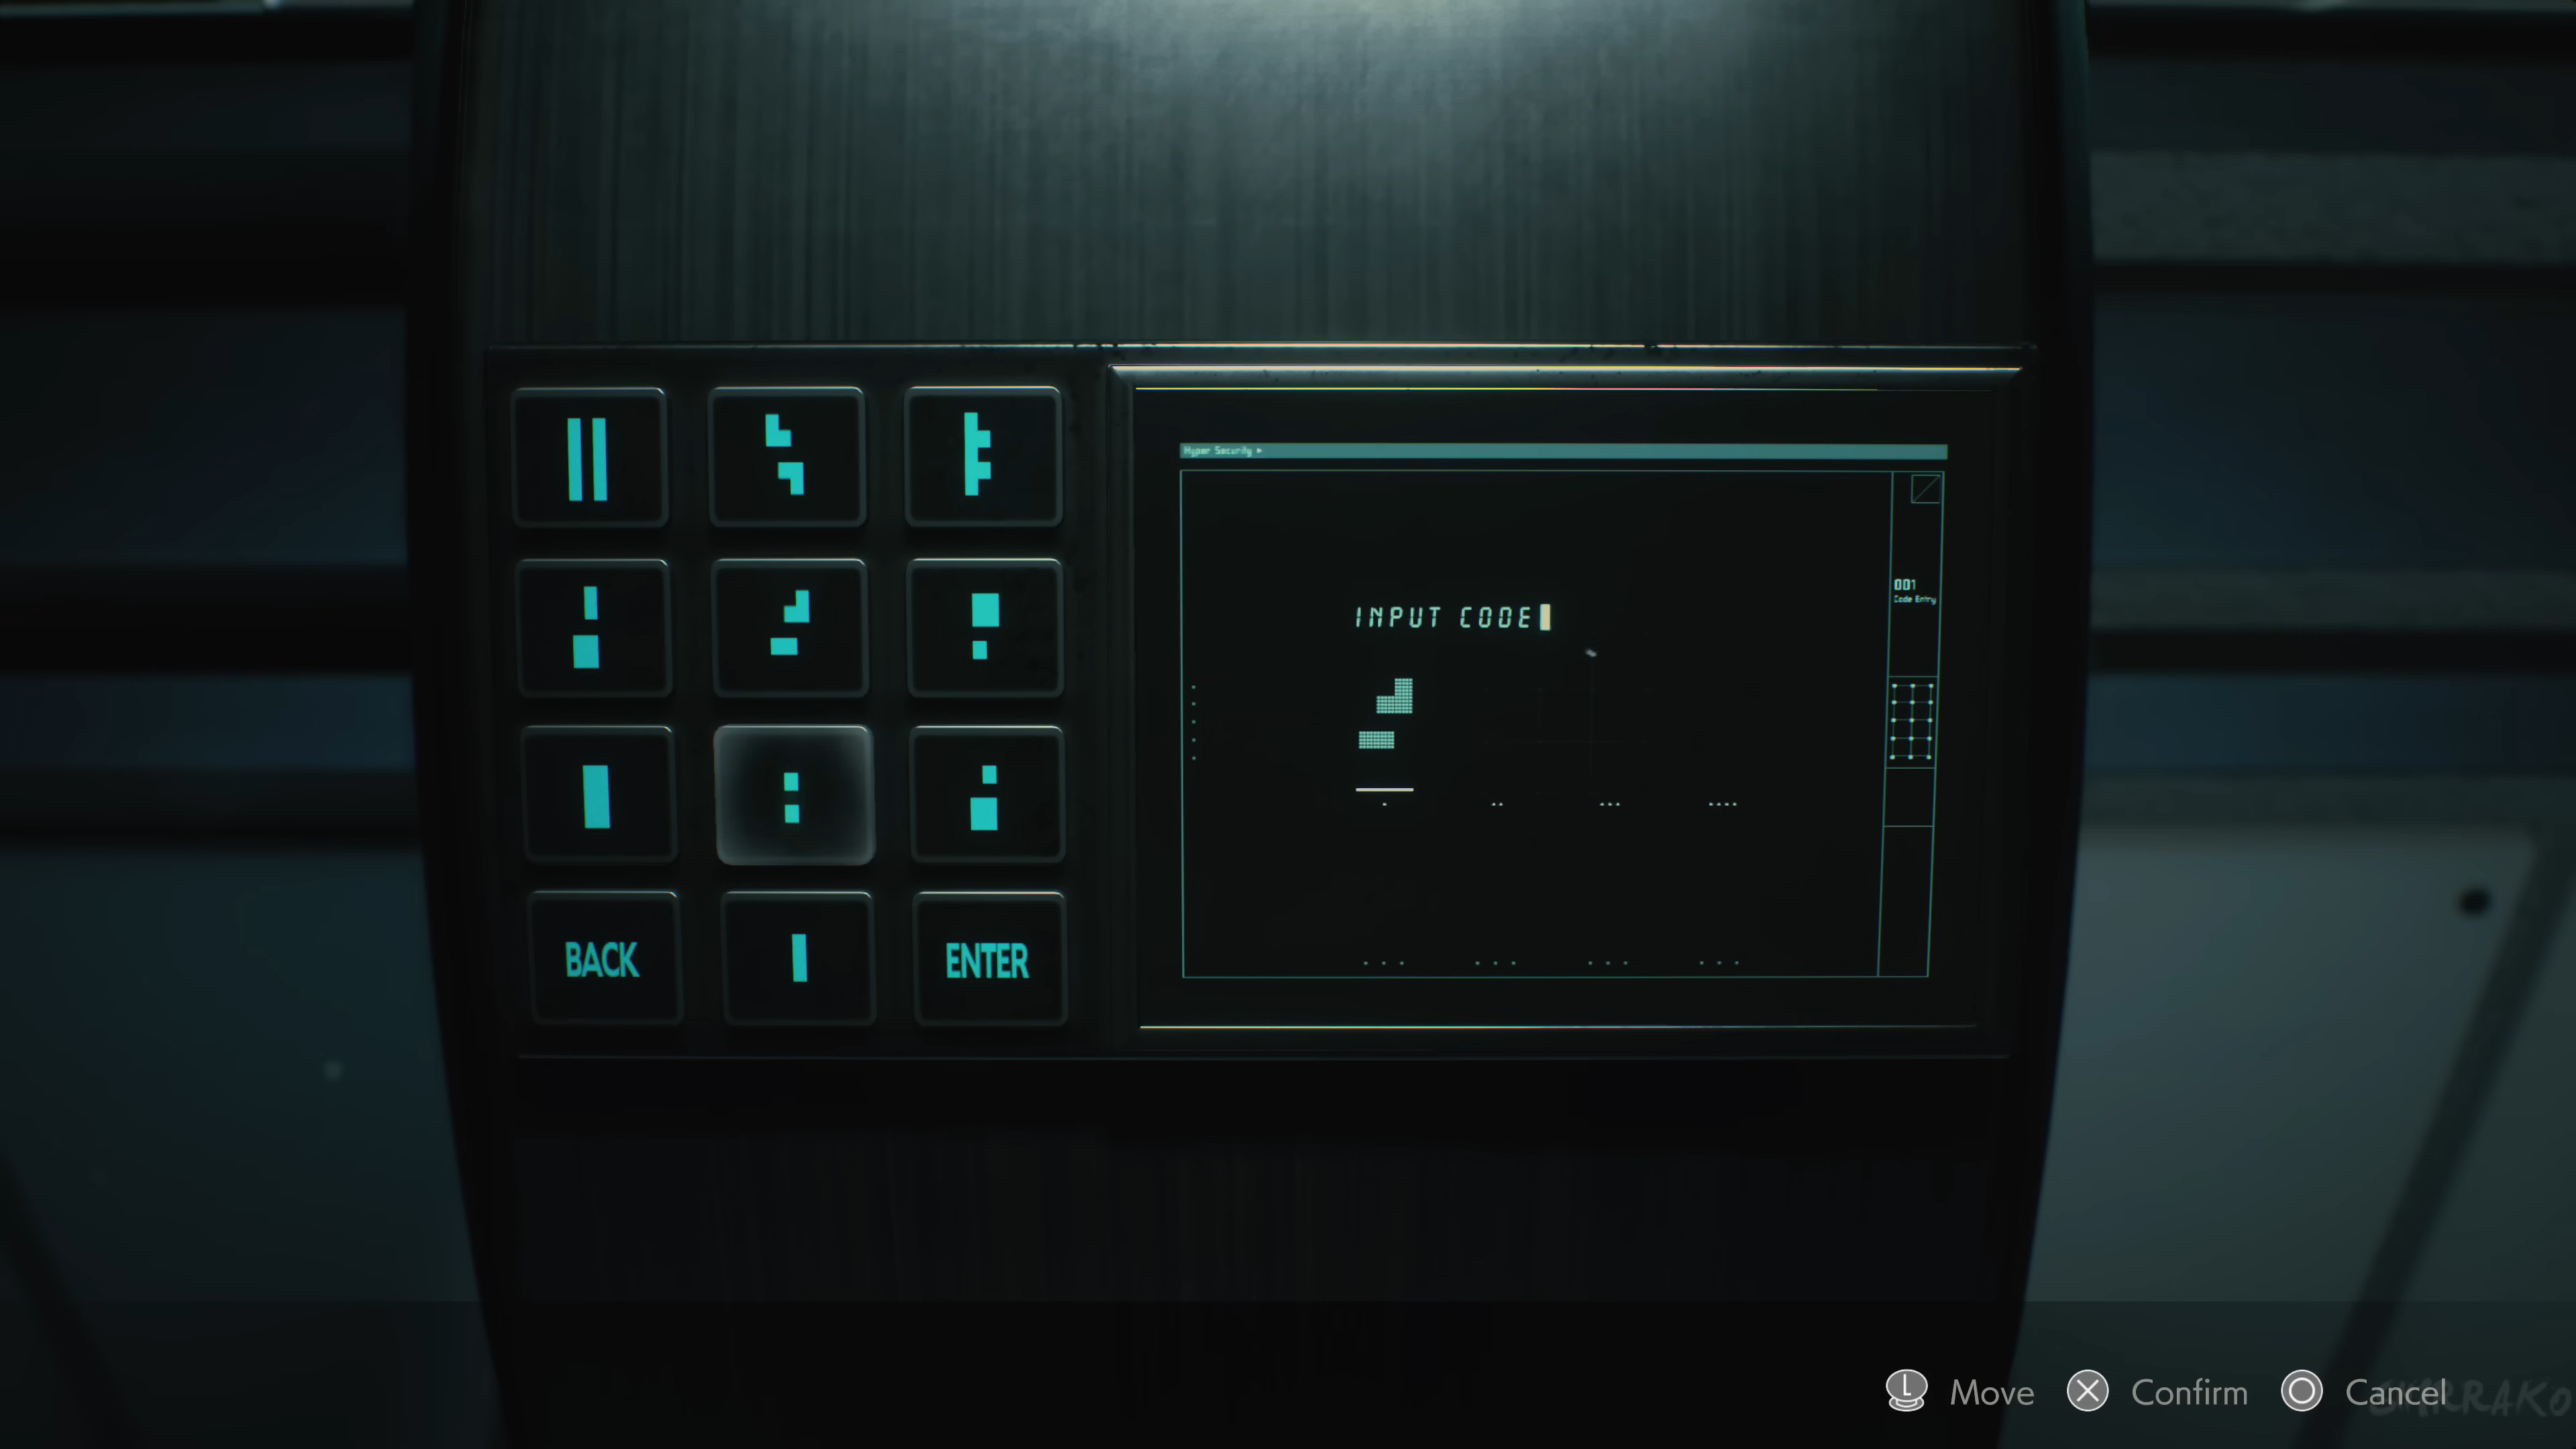 Hyper Security
INPUT CODE
001
Code Entry
BACK
ENTER
L Move Confirm Cancel